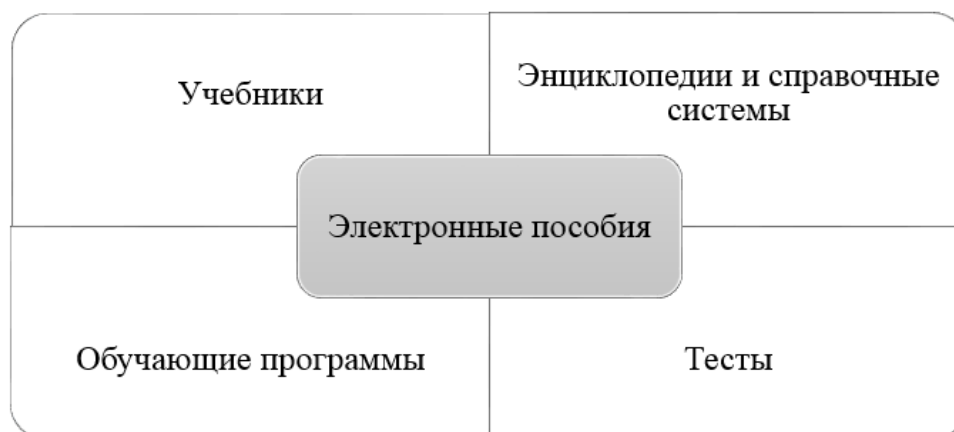 Учебники
Энциклопедии и справочные
системы
Электронные пособия
Обучающие программы
Тесты